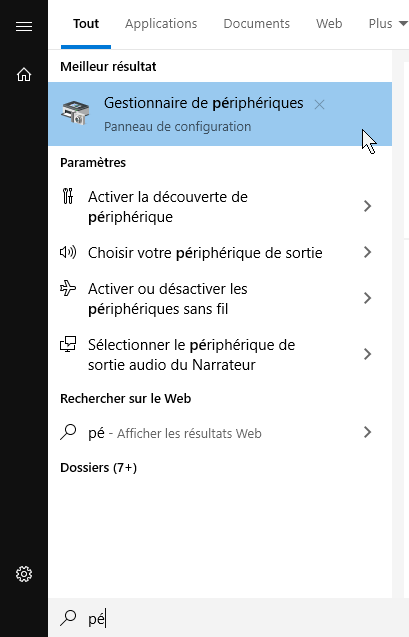 Tout Applications Documents Web Plus
Meilleur résultat
Gestionnaire de périphériques
Panneau de configuration
Paramètres
Activer la découverte de
périphérique
Choisir votre périphérique de sortie
Activer ou désactiver les
périphériques sans fil
Sélectionner le périphérique de
sortie audio du Narrateur
Rechercher sur le Web
pé - Afficher les résultats Web
Dossiers (7+)
pé